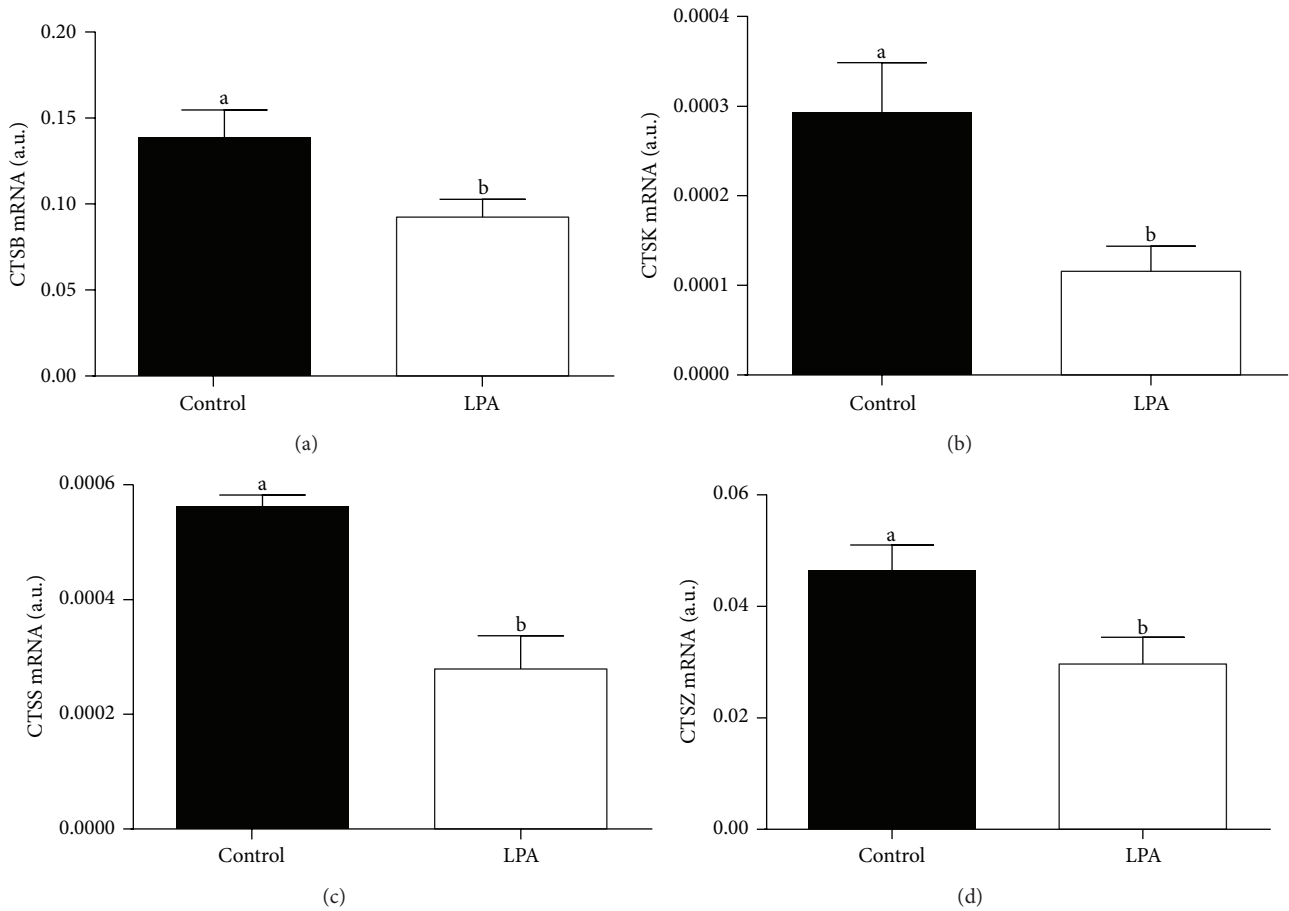 0.20
0.15
0.10
0.05
0.00
CTSB mRNA (a.u.)
a
b
Control
LPA
(a)
0.0004
0.0003
0.0002
0.0001
0.0000
CTSK mRNA (a.u.)
a
b
Control
LPA
(b)
0.0006
0.0004
0.0002
0.0000
CTSS mRNA (a.u.)
a
b
Control
LPA
(c)
0.06
0.04
0.02
0.00
CTSZ mRNA (a.u.)
a
b
Control
LPA
(d)